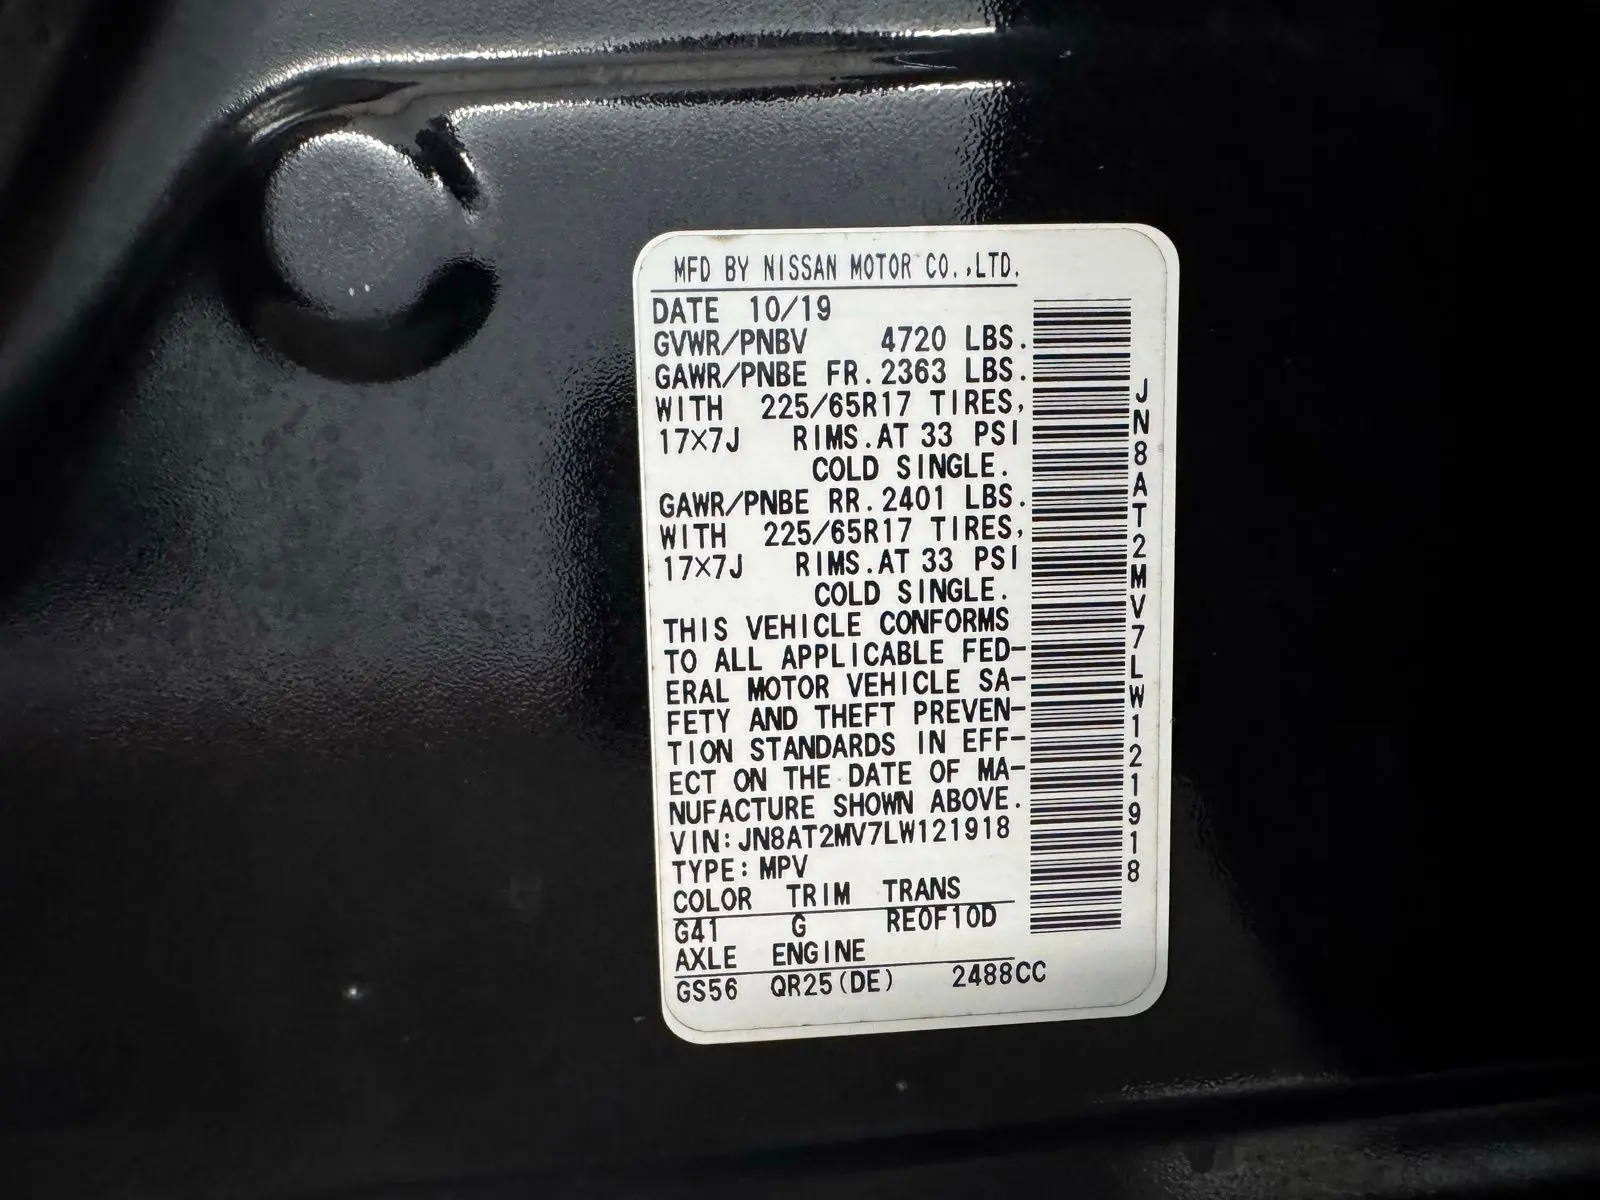 MFD BY NISSAN MOTOR CO.,LTD.
DATE 10/19
GVWR/PNBV 4720 LBS.
GAWR/PNBE FR.2363 LBS.
WITH 225/65R17 TIRES,
17×7J RIMS.AT 33 PSI
COLD SINGLE.
GAWR/PNBE RR.2401 LBS.
WITH 225/65R17 TIRES,
17×7J RIMS.AT 33 PSI
COLD SINGLE.
THIS VEHICLE CONFORMS
TO ALL APPLICABLE FED-
ERAL MOTOR VEHICLE SA-
FETY AND THEFT PREVEN-
TION STANDARDS IN EFF-
ECT ON THE DATE OF MA-
NUFACTURE SHOWN ABOVE.
VIN:JN8AT2MV7LW121918
TYPE:MPV
COLOR TRIM TRANS
G41 G RE0F10D
AXLE ENGINE
GS56 QR25(DE) 2488CC
JN8AT2MV7LW121918